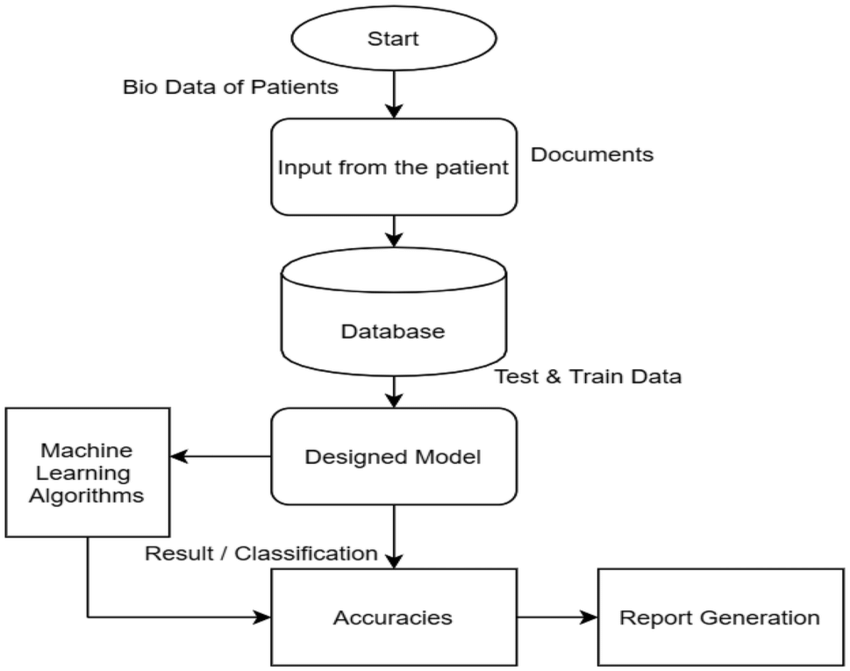 Start
Bio Data of Patients
Input from the patient
Documents
Database
Test & Train Data
Machine
Learning
Algorithms
Designed Model
Result / Classification
Accuracies
Report Generation